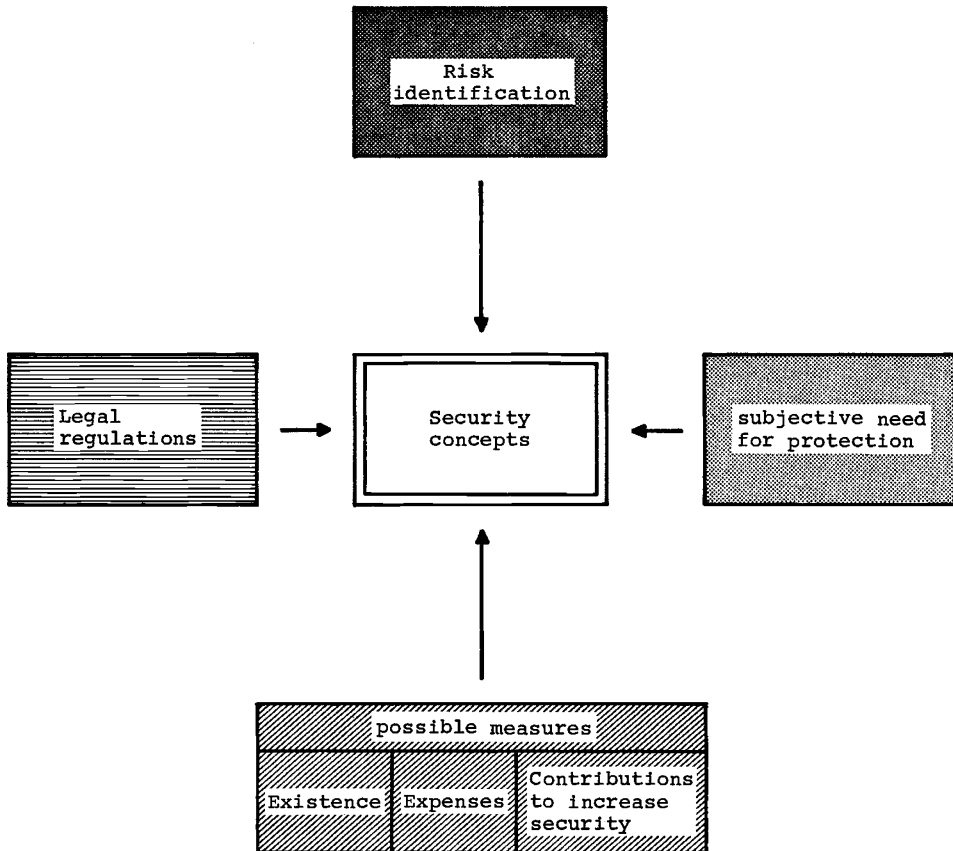 Risk
identification
Legal
regulations
Security
concepts
subjective need
for protection
possible measures
Existence
Expenses
Contributions
to increase
security